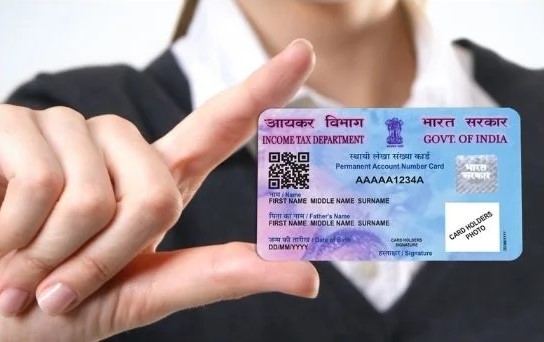 आयकर विभाग
INCOME TAX DEPARTMENT
भारत सरकार
GOVT. OF INDIA
स्थायी लेखा संख्या कार्ड
Permanent Account Number Card
AAAAA1234A
भारत सरकार
नाम / Name
FIRST NAME MIDDLE NAME SURNAME
पिता का नाम / Father's Name
FIRST NAME MIDDLE NAME SURNAME
जन्म की तारीख / Date of Birth
DD/MM/YYYY
CARD HOLDERS
SIGNATURE
हस्ताक्षर / Signature
CARD HOLDERS
PHOTO